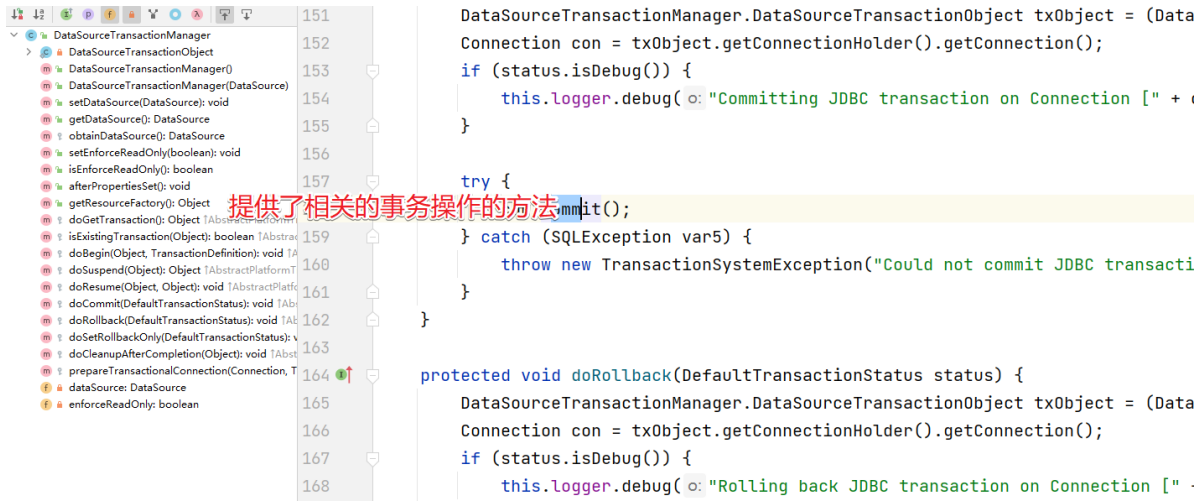 DataSourceTransactionManager
DataSourceTransactionObject
DataSourceTransactionManager()
DataSourceTransactionManager(DataSource)
setDataSource(DataSource): void
getDataSource(): DataSource
obtainDataSource(): DataSource
setEnforceReadOnly(boolean): void
isEnforceReadOnly(): boolean
afterPropertiesSet(): void
getResourceFactory(): Object
doGetTransaction(): Object ↑AbstractPlatformTr
isExistingTransaction(Object): boolean ↑Abstrac
doBegin(Object, TransactionDefinition): void ↑A
doSuspend(Object): Object ↑AbstractPlatformT
doResume(Object, Object): void ↑AbstractPlatfo
doCommit(DefaultTransactionStatus): void ↑Ab
doRollback(DefaultTransactionStatus): void ↑Ab
doSetRollbackOnly(DefaultTransactionStatus): v
doCleanupAfterCompletion(Object): void ↑Abst
prepareTransactionalConnection(Connection, T
dataSource: DataSource
enforceReadOnly: boolean
151 DataSourceTransactionManager.DataSourceTransactionObject txObject = (Data
152 Connection con = txObject.getConnectionHolder().getConnection();
153 if (status.isDebug()) {
154 this.logger.debug( o: "Committing JDBC transaction on Connection [" + c
155 }
156
157 try {
提供了相关的事务操作的方法
mmit();
159 } catch (SQLException var5) {
160 throw new TransactionSystemException("Could not commit JDBC transacti
161 }
162 }
163
164 protected void doRollback(DefaultTransactionStatus status) {
165 DataSourceTransactionManager.DataSourceTransactionObject txObject = (Data
166 Connection con = txObject.getConnectionHolder().getConnection();
167 if (status.isDebug()) {
168 this.logger.debug( o: "Rolling back JDBC transaction on Connection [" +